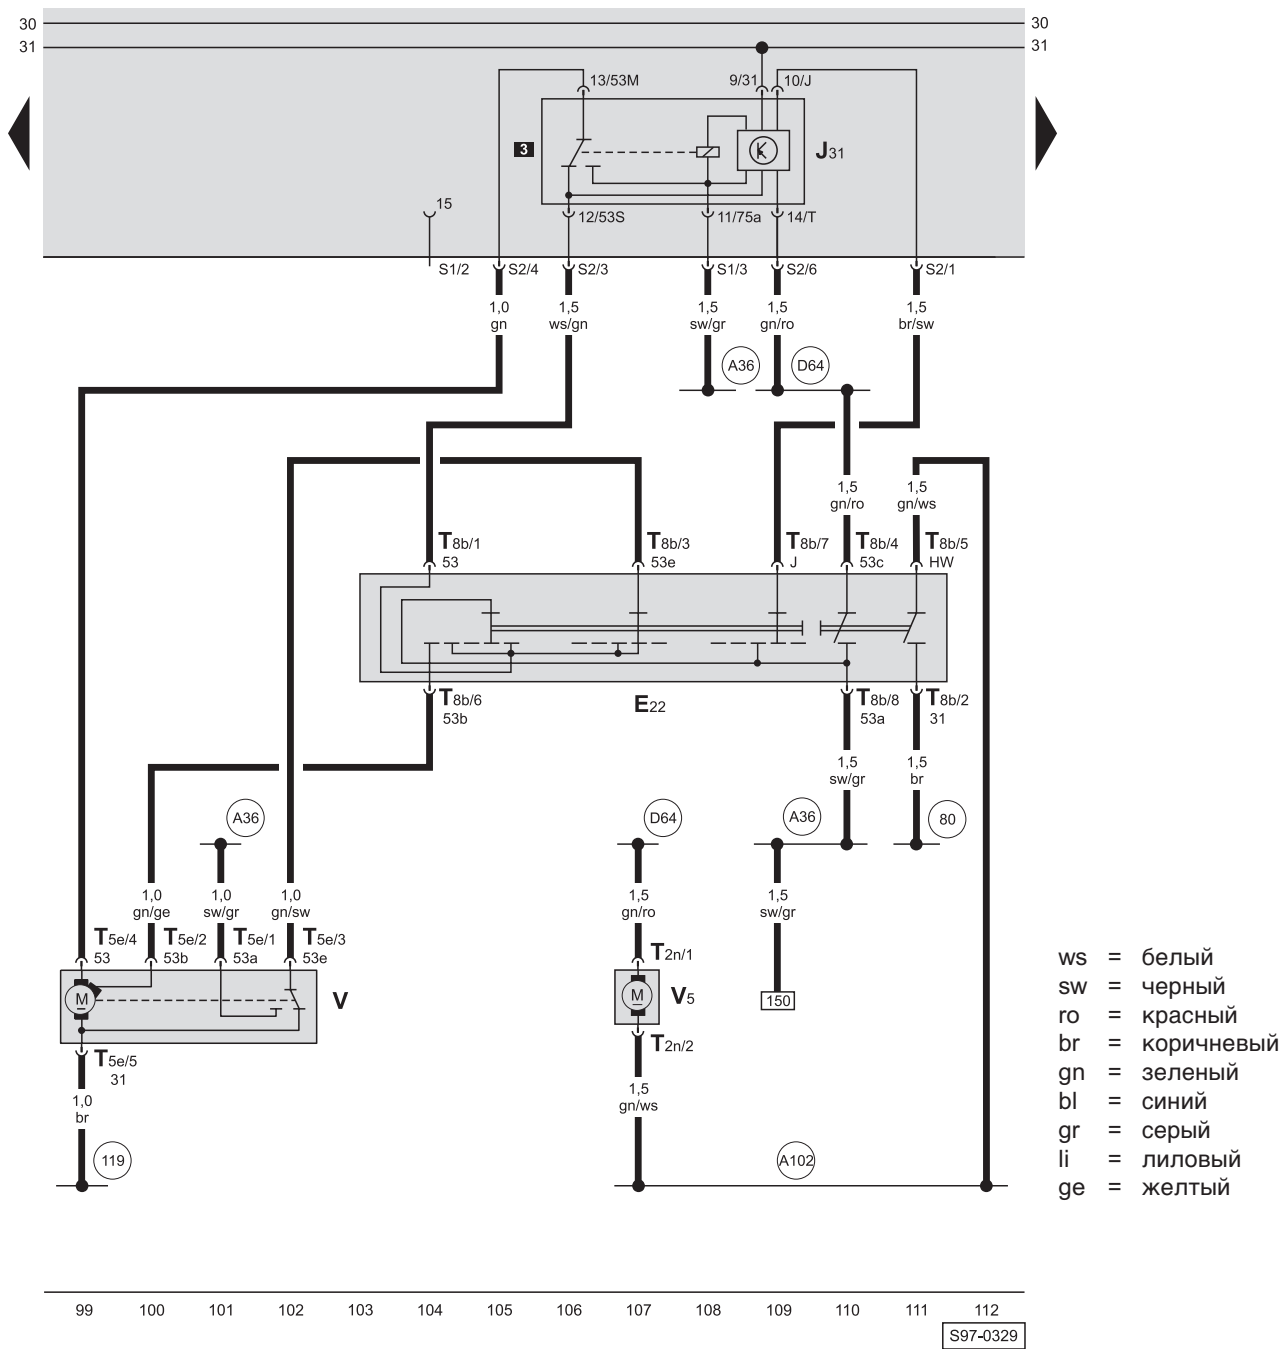 30 30
31 31
13/53M 9/31 10/J
3 J31
15
12/53S 11/75a 14/T
S1/2 S2/4 S2/3 S1/3 S2/6 S2/1
1,0 1,5 1,5 1,5 1,5
gn ws/gn sw/gr gn/ro br/sw
A36 D64
1,5 1,5
gn/ro gn/ws
T8b/1 T8b/3 T8b/7 T8b/4 T8b/5
53 53e J 53c HW
T8b/6 E22 T8b/8 T8b/2
53b 53a 31
1,5 1,5
sw/gr br
A36 D64 A36 80
1,0 1,0 1,0 1,5 1,5
gn/ge sw/gr gn/sw gn/ro sw/gr
T5e/4 T5e/2 T5e/1 T5e/3 T2n/1
53 53b 53a 53e
M V M V5 150
T5e/5 T2n/2
31
1,0 1,5
br gn/ws
119 A102
ws = белый
sw = черный
ro = красный
br = коричневый
gn = зеленый
bl = синий
gr = серый
li = лиловый
ge = желтый
99 100 101 102 103 104 105 106 107 108 109 110 111 112
S97-0329